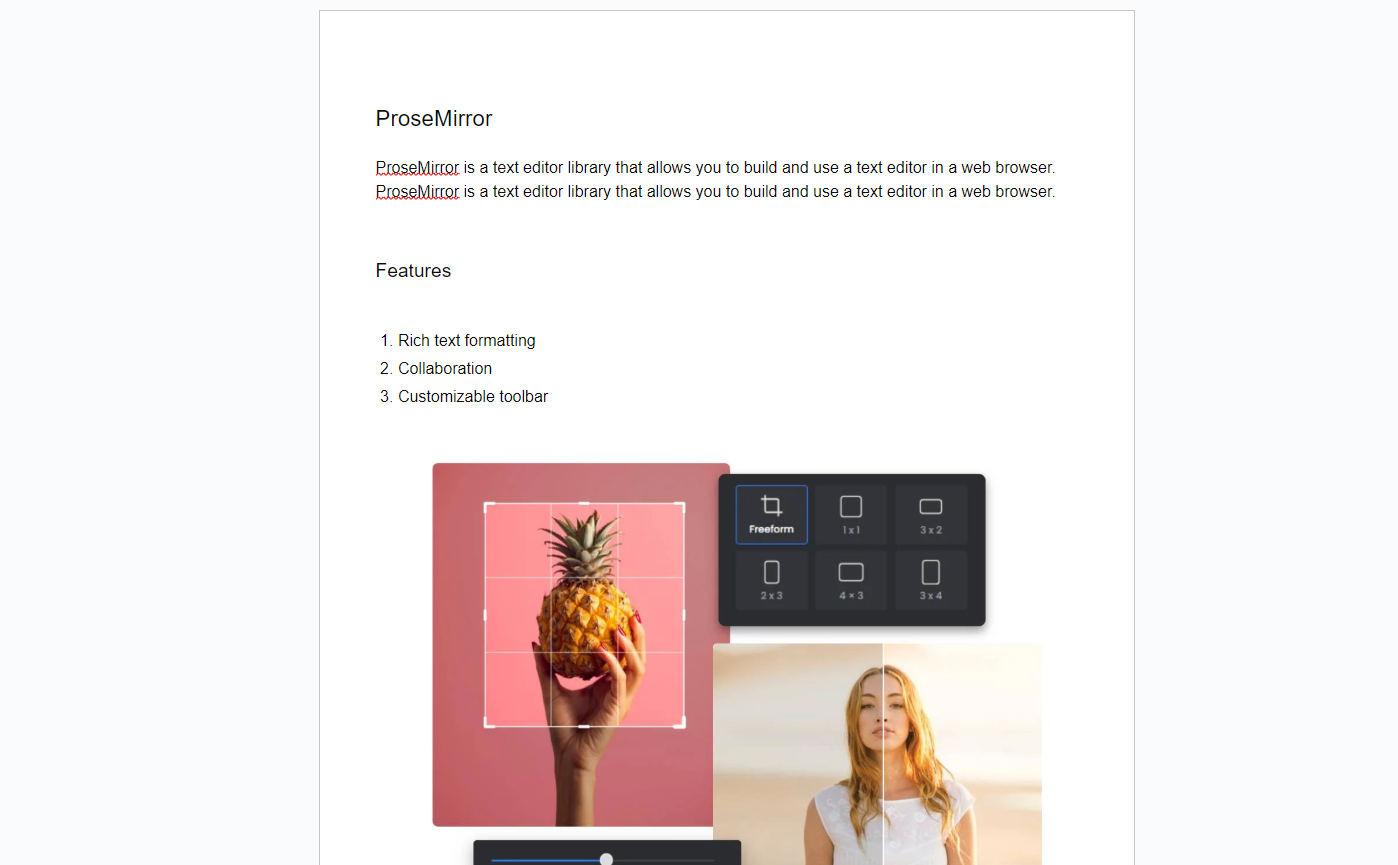 ProseMirror
ProseMirror is a text editor library that allows you to build and use a text editor in a web browser.
ProseMirror is a text editor library that allows you to build and use a text editor in a web browser.
Features
1. Rich text formatting
2. Collaboration
3. Customizable toolbar
Freeform
1 x 1
3 x 2
2 x 3
4 × 3
3 x 4